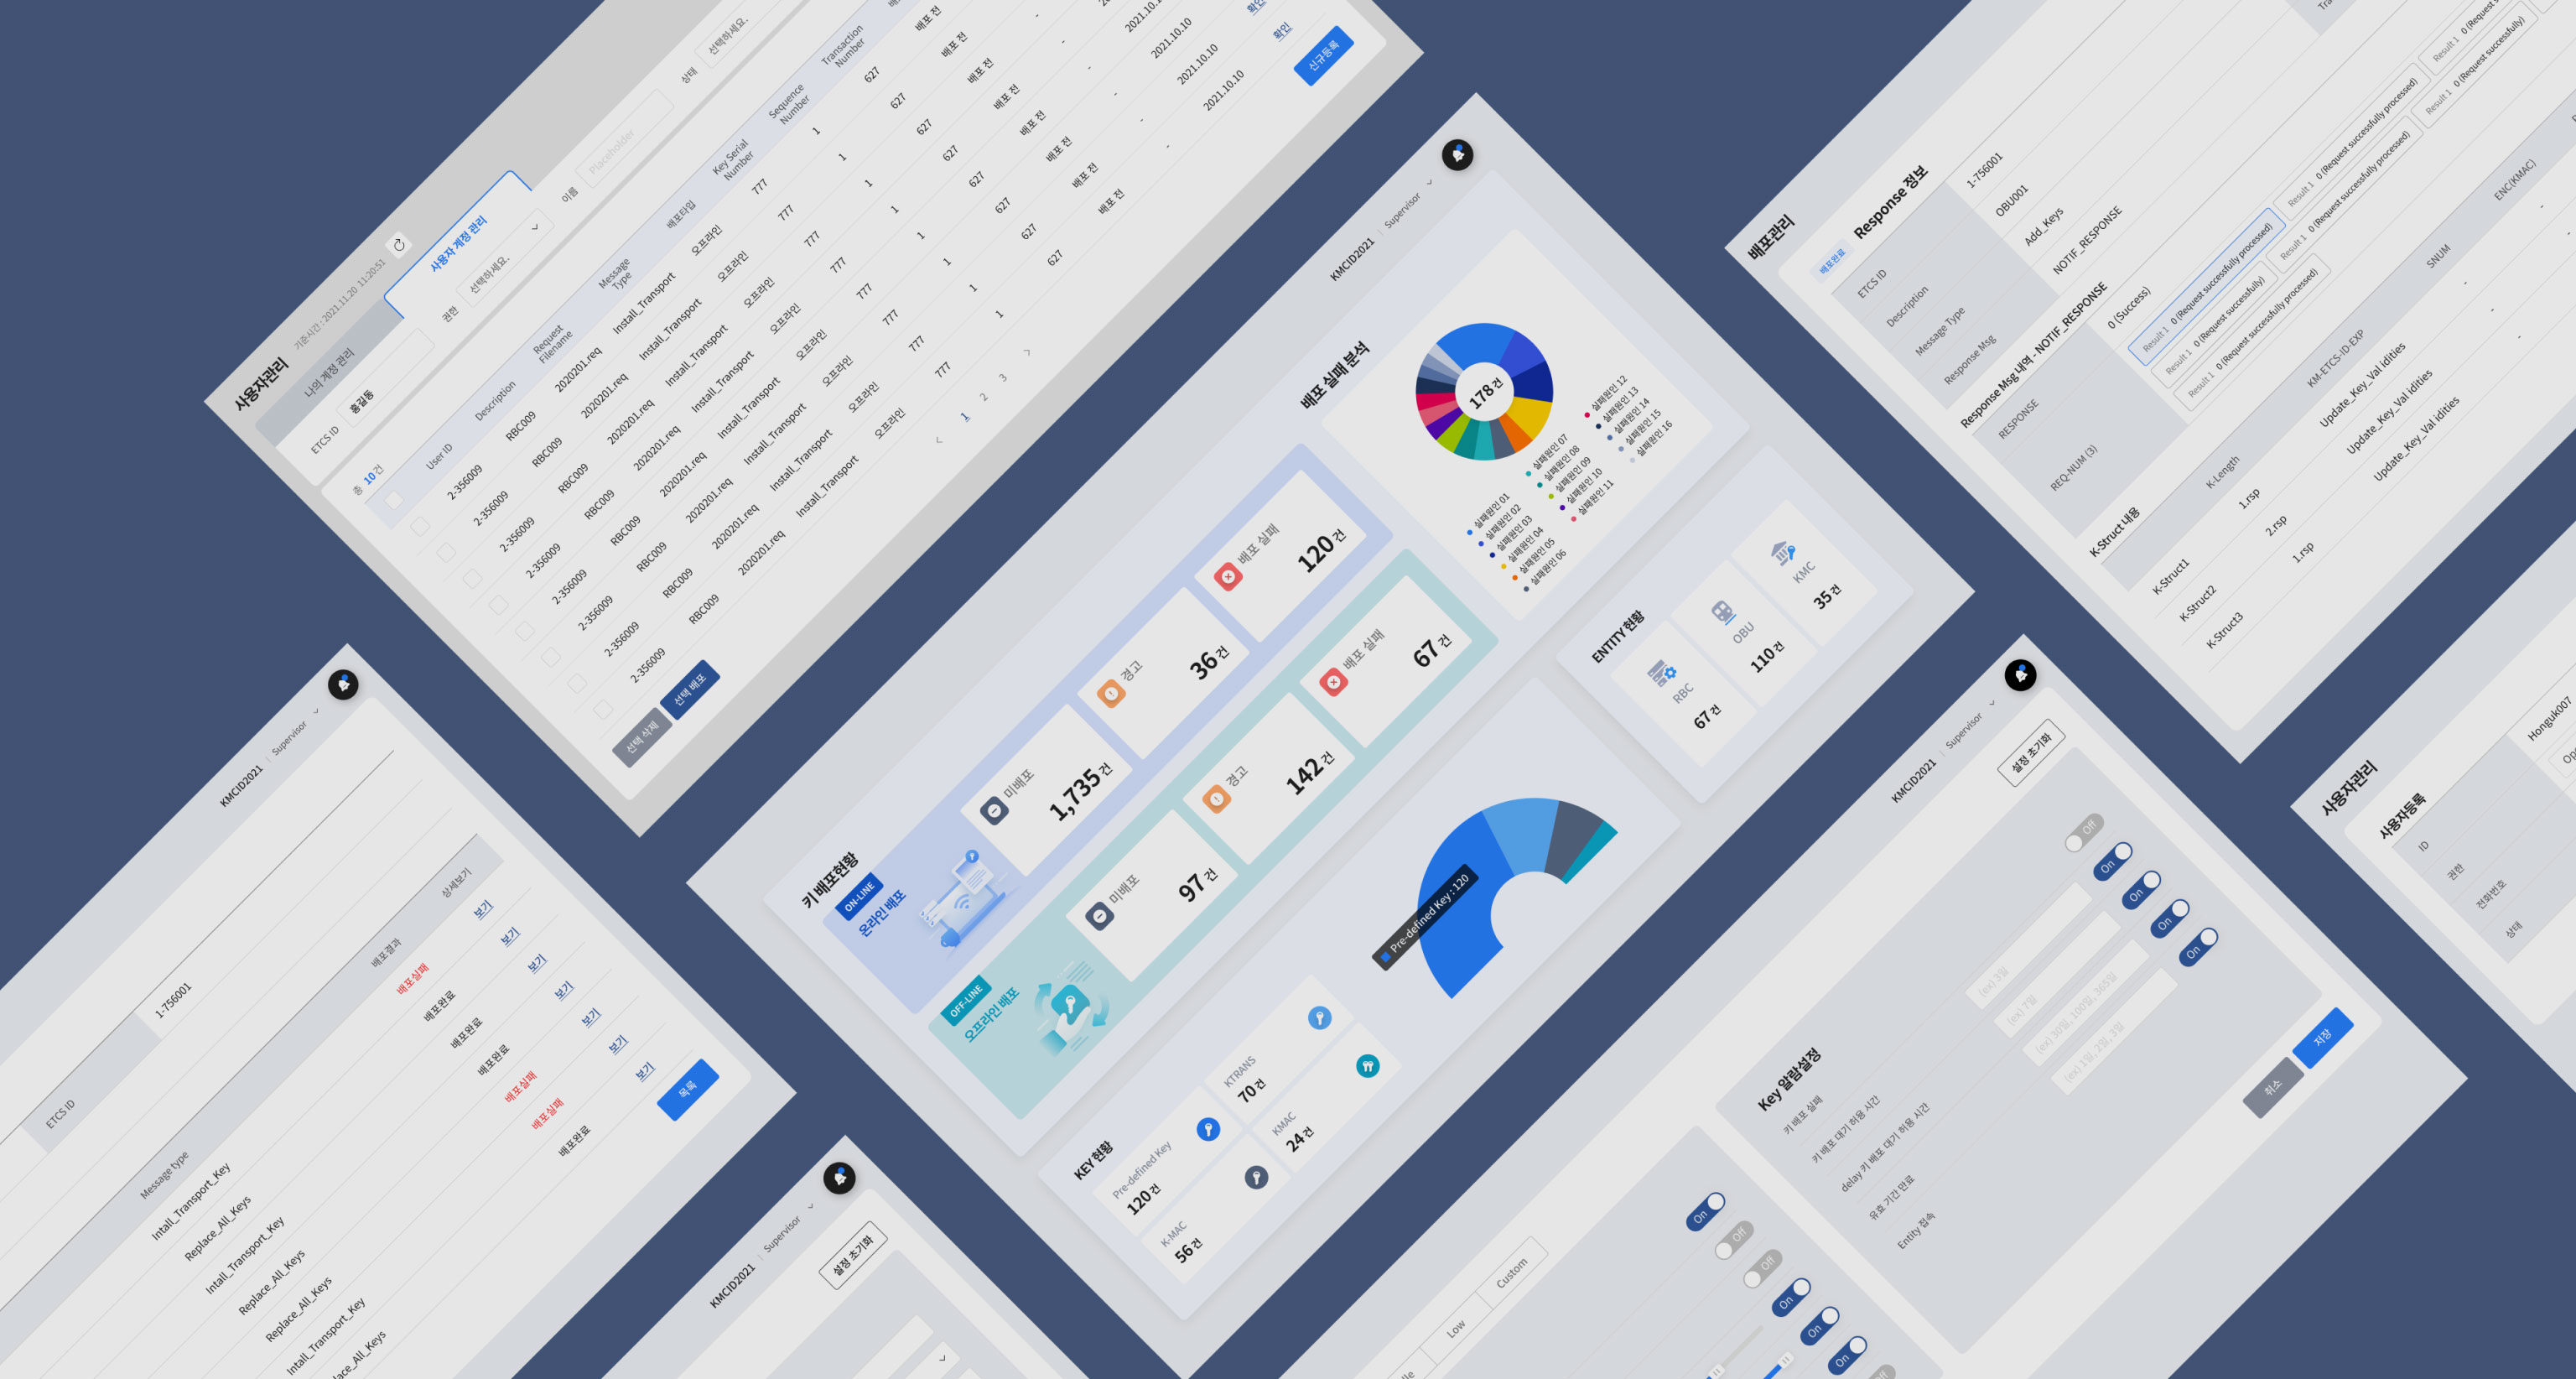 사용자관리
기준시간 : 2021.11.20 11:20:51
나의 계정 관리
사용자 계정 관리
ETCS ID
홍길동
권한
선택하세요.
이름
Placeholder
상태
선택하세요.
총 10 건
User ID
Description
Request Filename
Message Type
배포타입
Key Serial Number
Sequence Number
Transaction Number
2-356009 RBC009 2020201.req Install_Transport 오프라인 777 1 627 배포 전
2-356009 RBC009 2020201.req Install_Transport 오프라인 777 1 627 배포 전 -
2-356009 RBC009 2020201.req Install_Transport 오프라인 777 1 627 배포 전 - 2021.10.10
2-356009 RBC009 2020201.req Install_Transport 오프라인 777 1 627 배포 전 - 2021.10.10 확인
2-356009 RBC009 2020201.req Install_Transport 오프라인 777 1 627 배포 전 - 2021.10.10 확인
2-356009 RBC009 2020201.req Install_Transport 오프라인 777 1 627 배포 전 - 2021.10.10
2-356009 RBC009 2020201.req Install_Transport 오프라인 777 1 627 배포 전
2-356009 RBC009 2020201.req Install_Transport 오프라인 777 1 627 배포 전
선택 삭제
선택 배포
< 1 2 3 >
신규등록
KMCID2021 | Supervisor
키 배포현황
ON-LINE
온라인 배포
미배포
1,735 건
경고
36 건
배포 실패
120 건
OFF-LINE
오프라인 배포
미배포
97 건
경고
142 건
배포 실패
67 건
배포 실패 분석
178건
실패원인 01
실패원인 02
실패원인 03
실패원인 04
실패원인 05
실패원인 06
실패원인 07
실패원인 08
실패원인 09
실패원인 10
실패원인 11
실패원인 12
실패원인 13
실패원인 14
실패원인 15
실패원인 16
KEY 현황
Pre-defined Key
120 건
KTRANS
70 건
K-MAC
56 건
KMAC
24 건
Pre-defined Key : 120
ENTITY 현황
RBC
67 건
OBU
110 건
KMC
35 건
배포관리
배포완료
Response 정보
ETCS ID
1-756001
Description
OBU001
Message Type
Add_Keys
Response Msg
NOTIF_RESPONSE
Response Msg 내역 - NOTIF_RESPONSE
RESPONSE
0 (Success)
REQ-NUM (3)
Result 1 0 (Request successfully processed)
Result 1 0 (Request successfully processed)
Result 1
Result 1 0 (Request successfully)
Result 1 0 (Request successfully processed)
Result 1 0 (Request successfully)
Result 1 0 (Request successfully processed)
K-Struct 내용
K-Length
KM-ETCS-ID-EXP
SNUM
ENC(KMAC)
K-Struct1 1.rsp Update_Key_Val idities - -
K-Struct2 2.rsp Update_Key_Val idities - -
K-Struct3 1.rsp Update_Key_Val idities -
KMCID2021 | Supervisor
ETCS ID
1-756001
Message type
배포결과
상세보기
Intall_Transport_Key 배포실패 보기
Replace_All_Keys 배포완료 보기
Intall_Transport_Key 배포완료 보기
Replace_All_Keys 배포완료 보기
Replace_All_Keys 배포실패 보기
Intall_Transport_Key 배포실패 보기
배포완료 보기
목록
KMCID2021 | Supervisor
설정 초기화
KMCID2021 | Supervisor
설정 초기화
Key 알람설정
키 배포 실패
Off
키 배포 대기 허용 시간
(ex) 3일
On
delay 키 배포 대기 허용 시간
(ex) 7일
On
유효 기간 만료
(ex) 30일, 100일, 365일
On
Entity 접속
(ex) 1일, 2일, 3일
On
취소
저장
Low
Custom
On
Off
Off
On
On
On
사용자관리
사용자등록
ID
Honguk007
권한
전화번호
상태